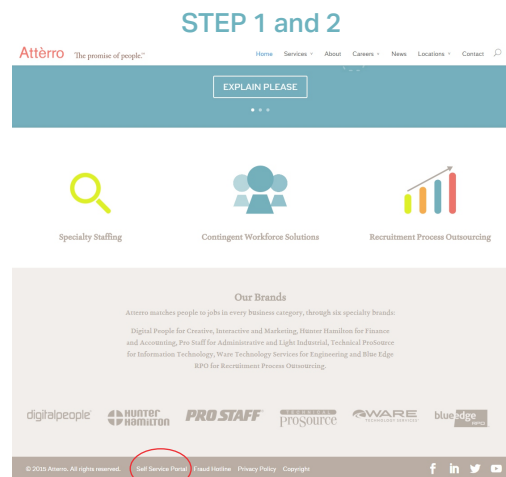 STEP 1 and 2
Attèrro The promise of people.™
Home Services About Careers News Locations Contact
EXPLAIN PLEASE
Specialty Staffing
Contingent Workforce Solutions
Recruitment Process Outsourcing
Our Brands
Atterro matches people to jobs in every business category, through six specialty brands:
Digital People for Creative, Interactive and Marketing, Hunter Hamilton for Finance
and Accounting, Pro Staff for Administrative and Light Industrial, Technical ProSource
for Information Technology, Ware Technology Services for Engineering and Blue Edge
RPO for Recruitment Process Outsourcing.
digitalpeople
HUNTER HAMILTON
PRO STAFF
TECHNICAL ProSource
WARE TECHNOLOGY SERVICES
blue edge RPO
© 2015 Atterro. All rights reserved. Self Service Portal Fraud Hotline Privacy Policy Copyright